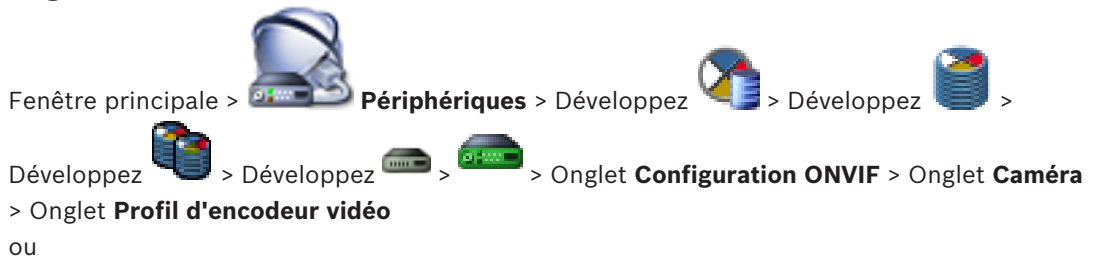 Fenêtre principale > Périphériques > Développez > Développez >
Développez > Développez > > Onglet Configuration ONVIF > Onglet Caméra
> Onglet Profil d'encodeur vidéo
ou